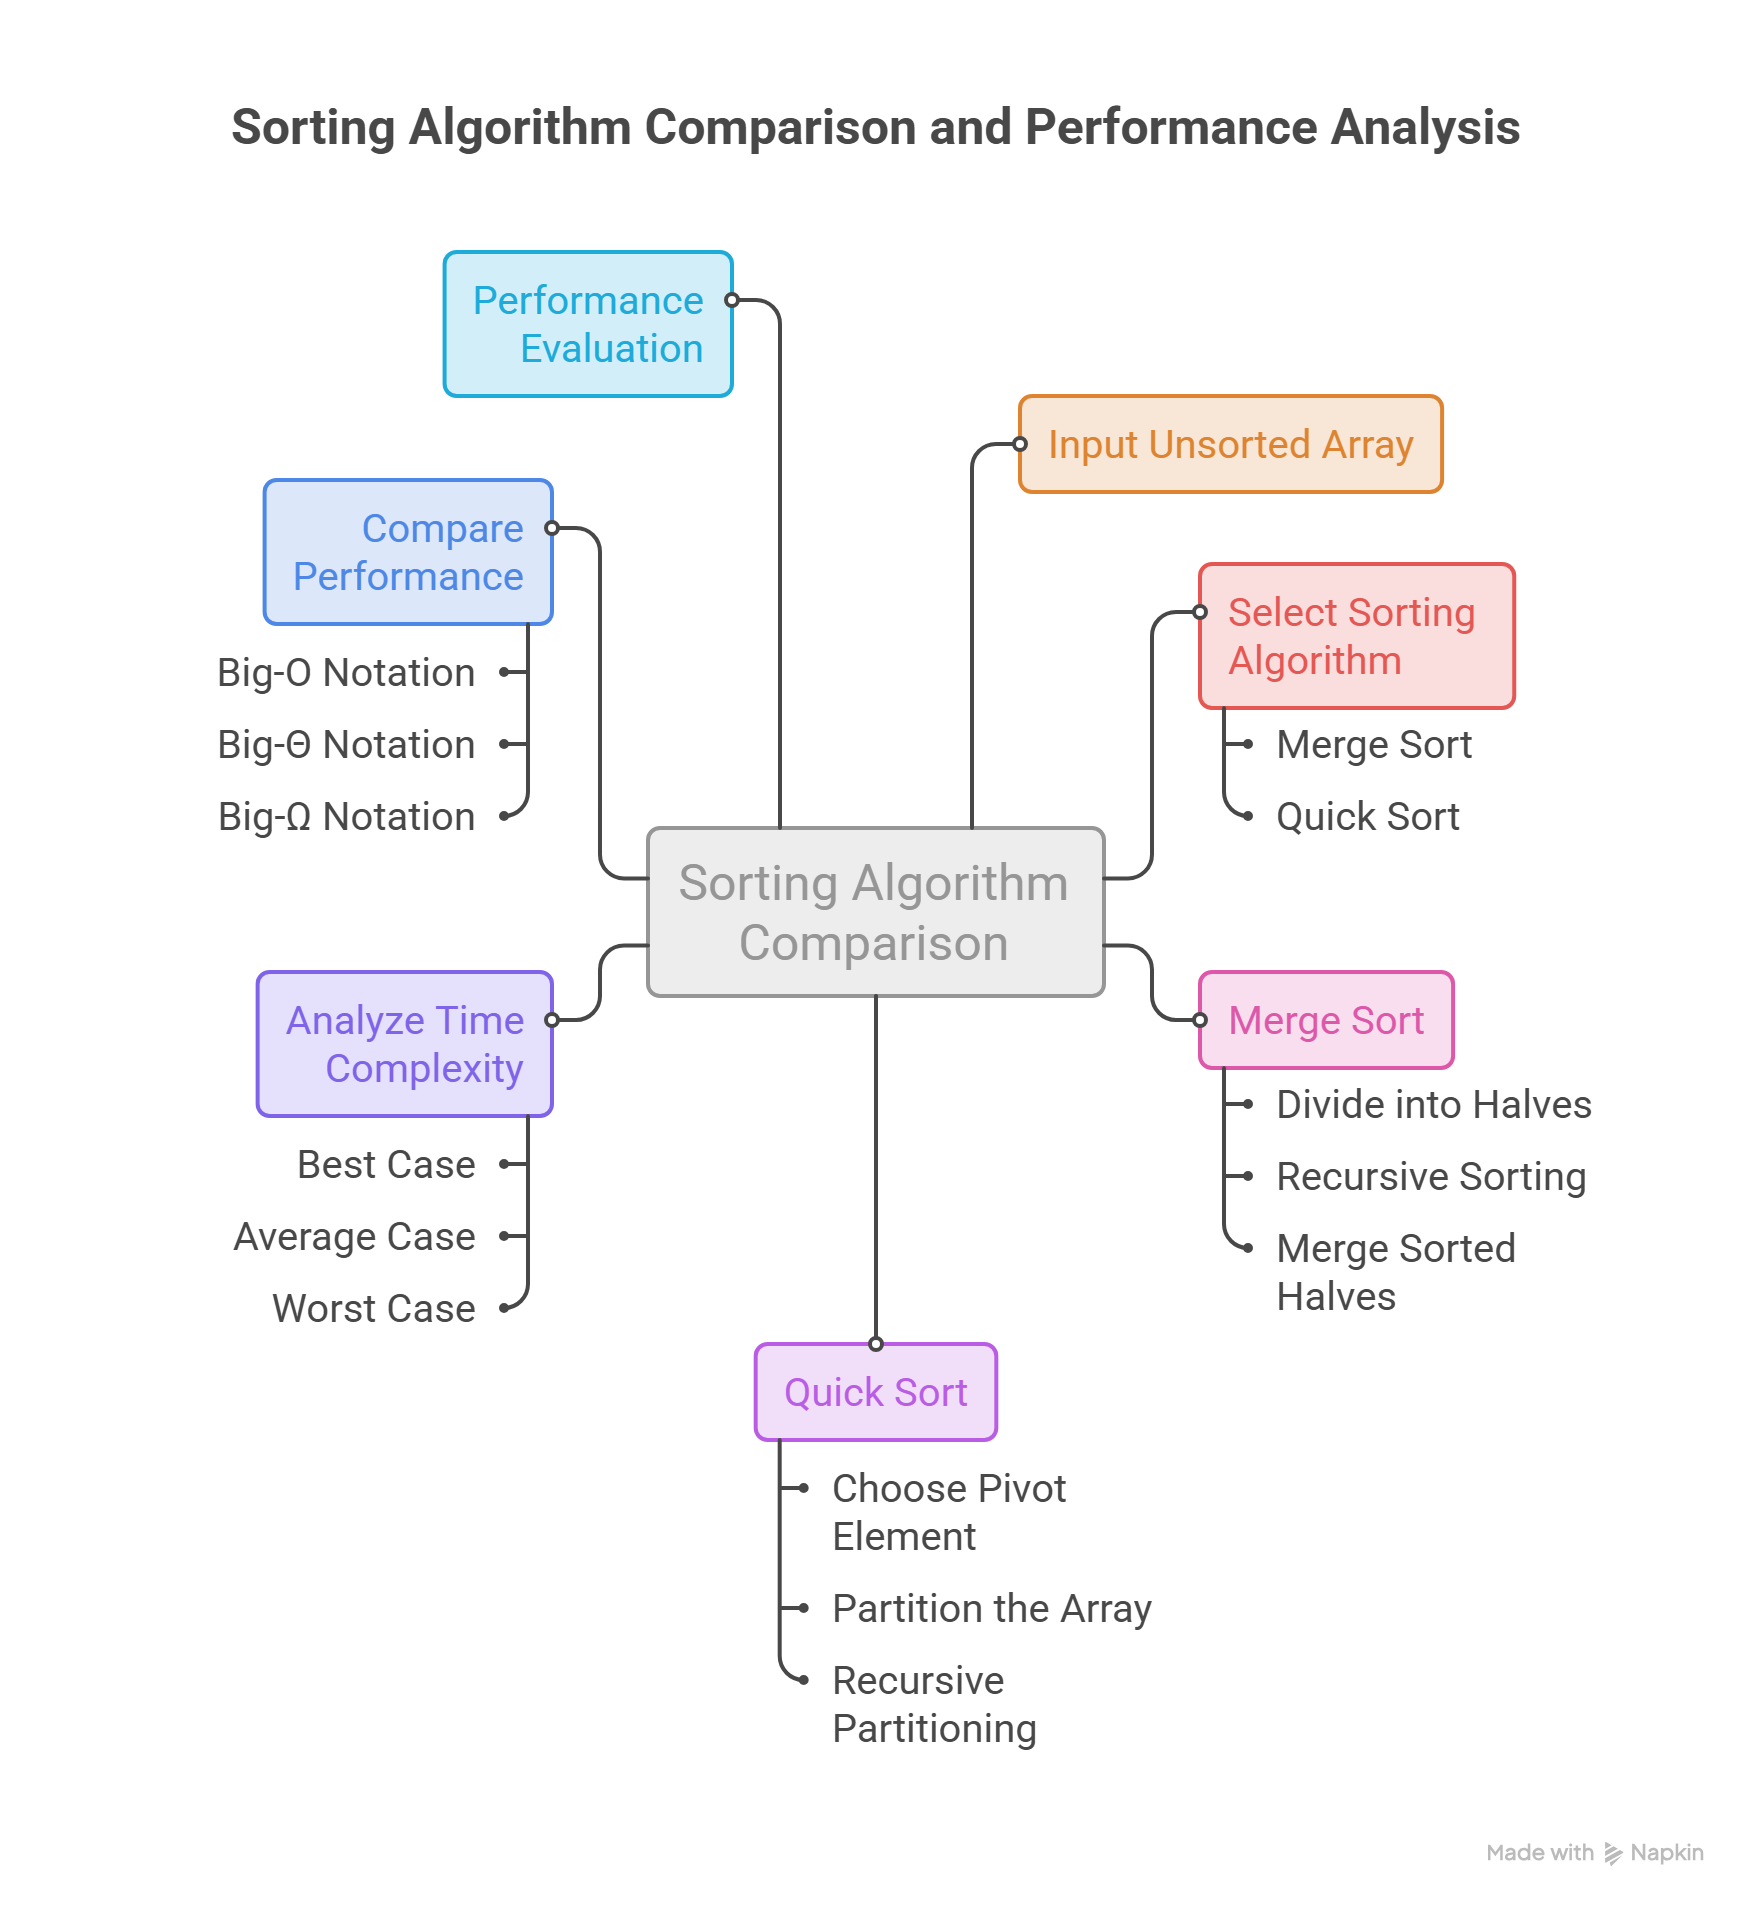 Sorting Algorithm Comparison and Performance Analysis
Performance
Evaluation
Input Unsorted Array
Compare
Performance
Big-O Notation
Big-Θ Notation
Big-Ω Notation
Select Sorting
Algorithm
Merge Sort
Quick Sort
Sorting Algorithm
Comparison
Analyze Time
Complexity
Best Case
Average Case
Worst Case
Merge Sort
Divide into Halves
Recursive Sorting
Merge Sorted
Halves
Quick Sort
Choose Pivot
Element
Partition the Array
Recursive
Partitioning
Made with Napkin